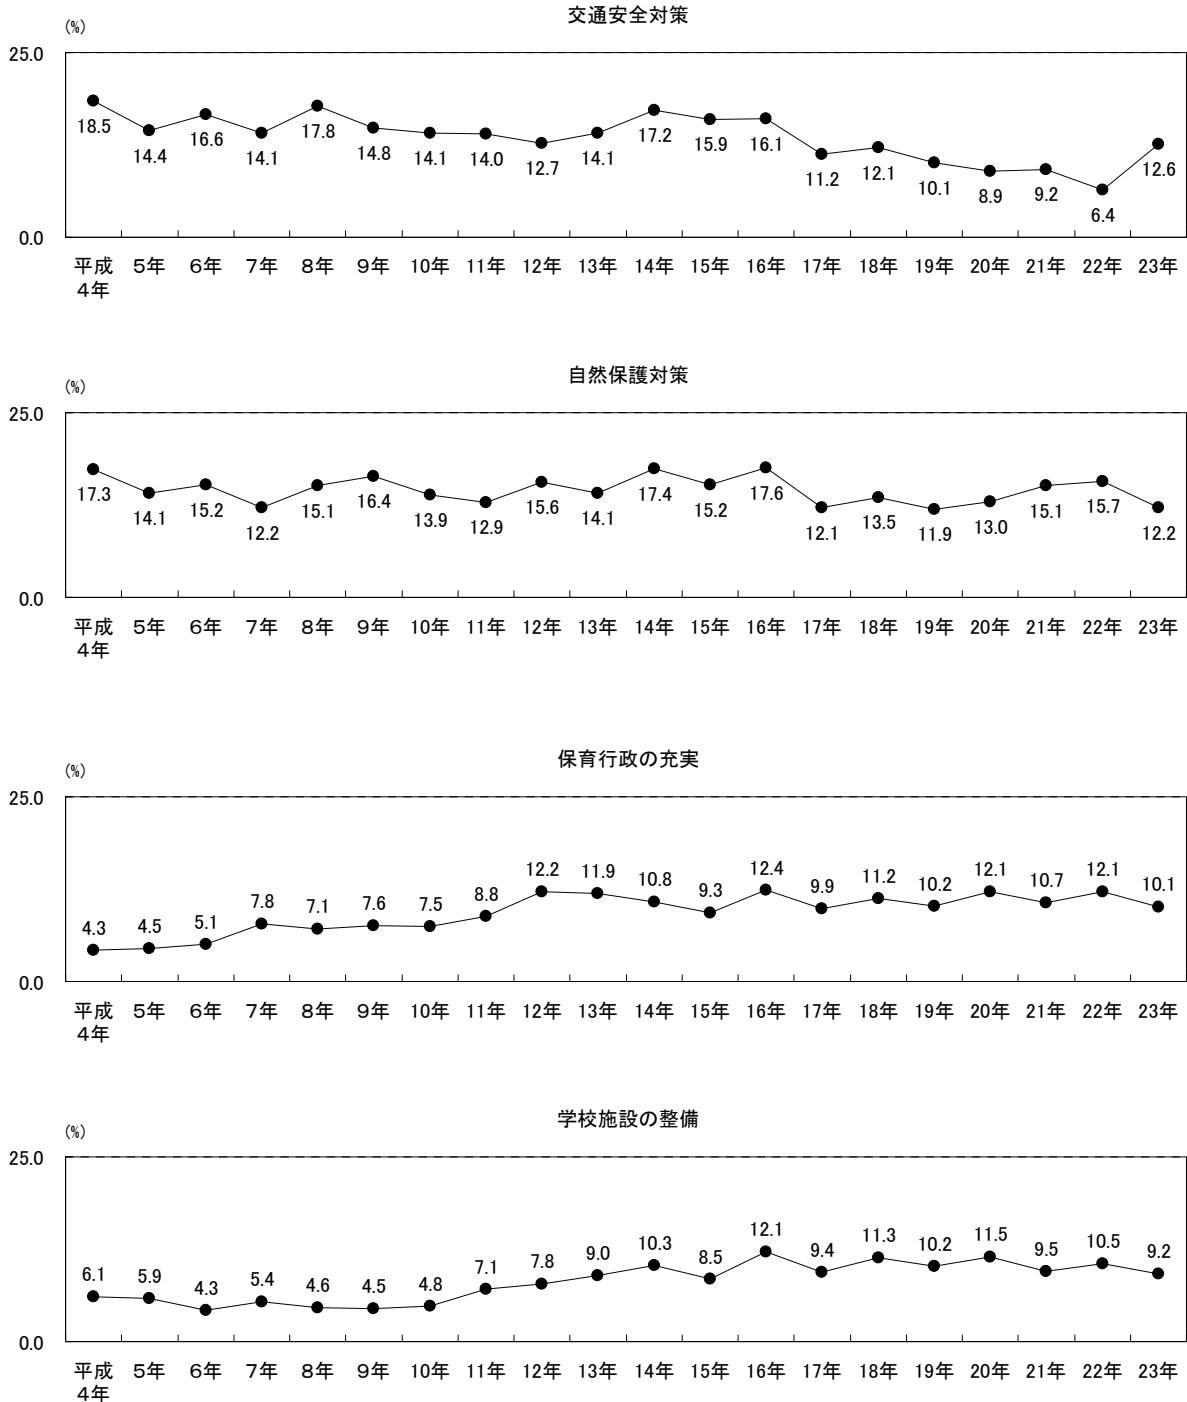 交通安全対策
(%)
25.0
18.5 14.4 16.6 14.1 17.8 14.8 14.1 14.0 12.7 14.1 17.2 15.9 16.1 11.2 12.1 10.1 8.9 9.2 6.4 12.6
0.0
平成 5年 6年 7年 8年 9年 10年 11年 12年 13年 14年 15年 16年 17年 18年 19年 20年 21年 22年 23年
4年
自然保護対策
(%)
25.0
17.3 14.1 15.2 12.2 15.1 16.4 13.9 12.9 15.6 14.1 17.4 15.2 17.6 12.1 13.5 11.9 13.0 15.1 15.7 12.2
0.0
平成 5年 6年 7年 8年 9年 10年 11年 12年 13年 14年 15年 16年 17年 18年 19年 20年 21年 22年 23年
4年
保育行政の充実
(%)
25.0
4.3 4.5 5.1 7.8 7.1 7.6 7.5 8.8 12.2 11.9 10.8 9.3 12.4 9.9 11.2 10.2 12.1 10.7 12.1 10.1
0.0
平成 5年 6年 7年 8年 9年 10年 11年 12年 13年 14年 15年 16年 17年 18年 19年 20年 21年 22年 23年
4年
学校施設の整備
(%)
25.0
6.1 5.9 4.3 5.4 4.6 4.5 4.8 7.1 7.8 9.0 10.3 8.5 12.1 9.4 11.3 10.2 11.5 9.5 10.5 9.2
0.0
平成 5年 6年 7年 8年 9年 10年 11年 12年 13年 14年 15年 16年 17年 18年 19年 20年 21年 22年 23年
4年